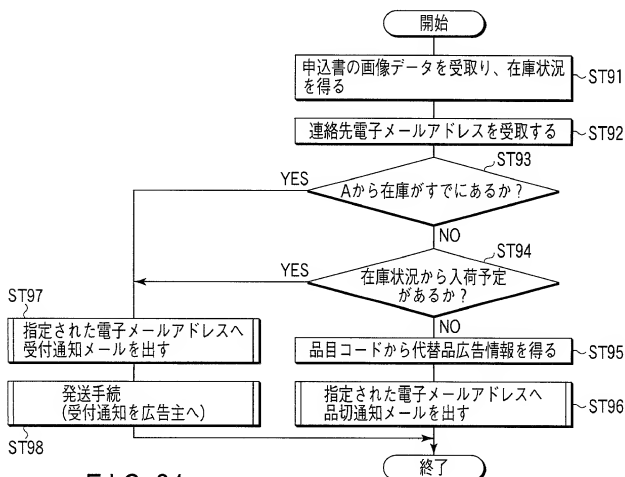 開始
申込書の画像データを受取り、在庫状況
を得る
ST91
連絡先電子メールアドレスを受取する
ST92
ST93
YES
Aから在庫がすでにあるか?
NO
ST94
YES
在庫状況から入荷予定
があるか?
NO
ST97
指定された電子メールアドレスへ
受付通知メールを出す
品目コードから代替品広告情報を得る
ST95
発送手続
(受付通知を広告主へ)
ST98
指定された電子メールアドレスへ
品切通知メールを出す
ST96
終了